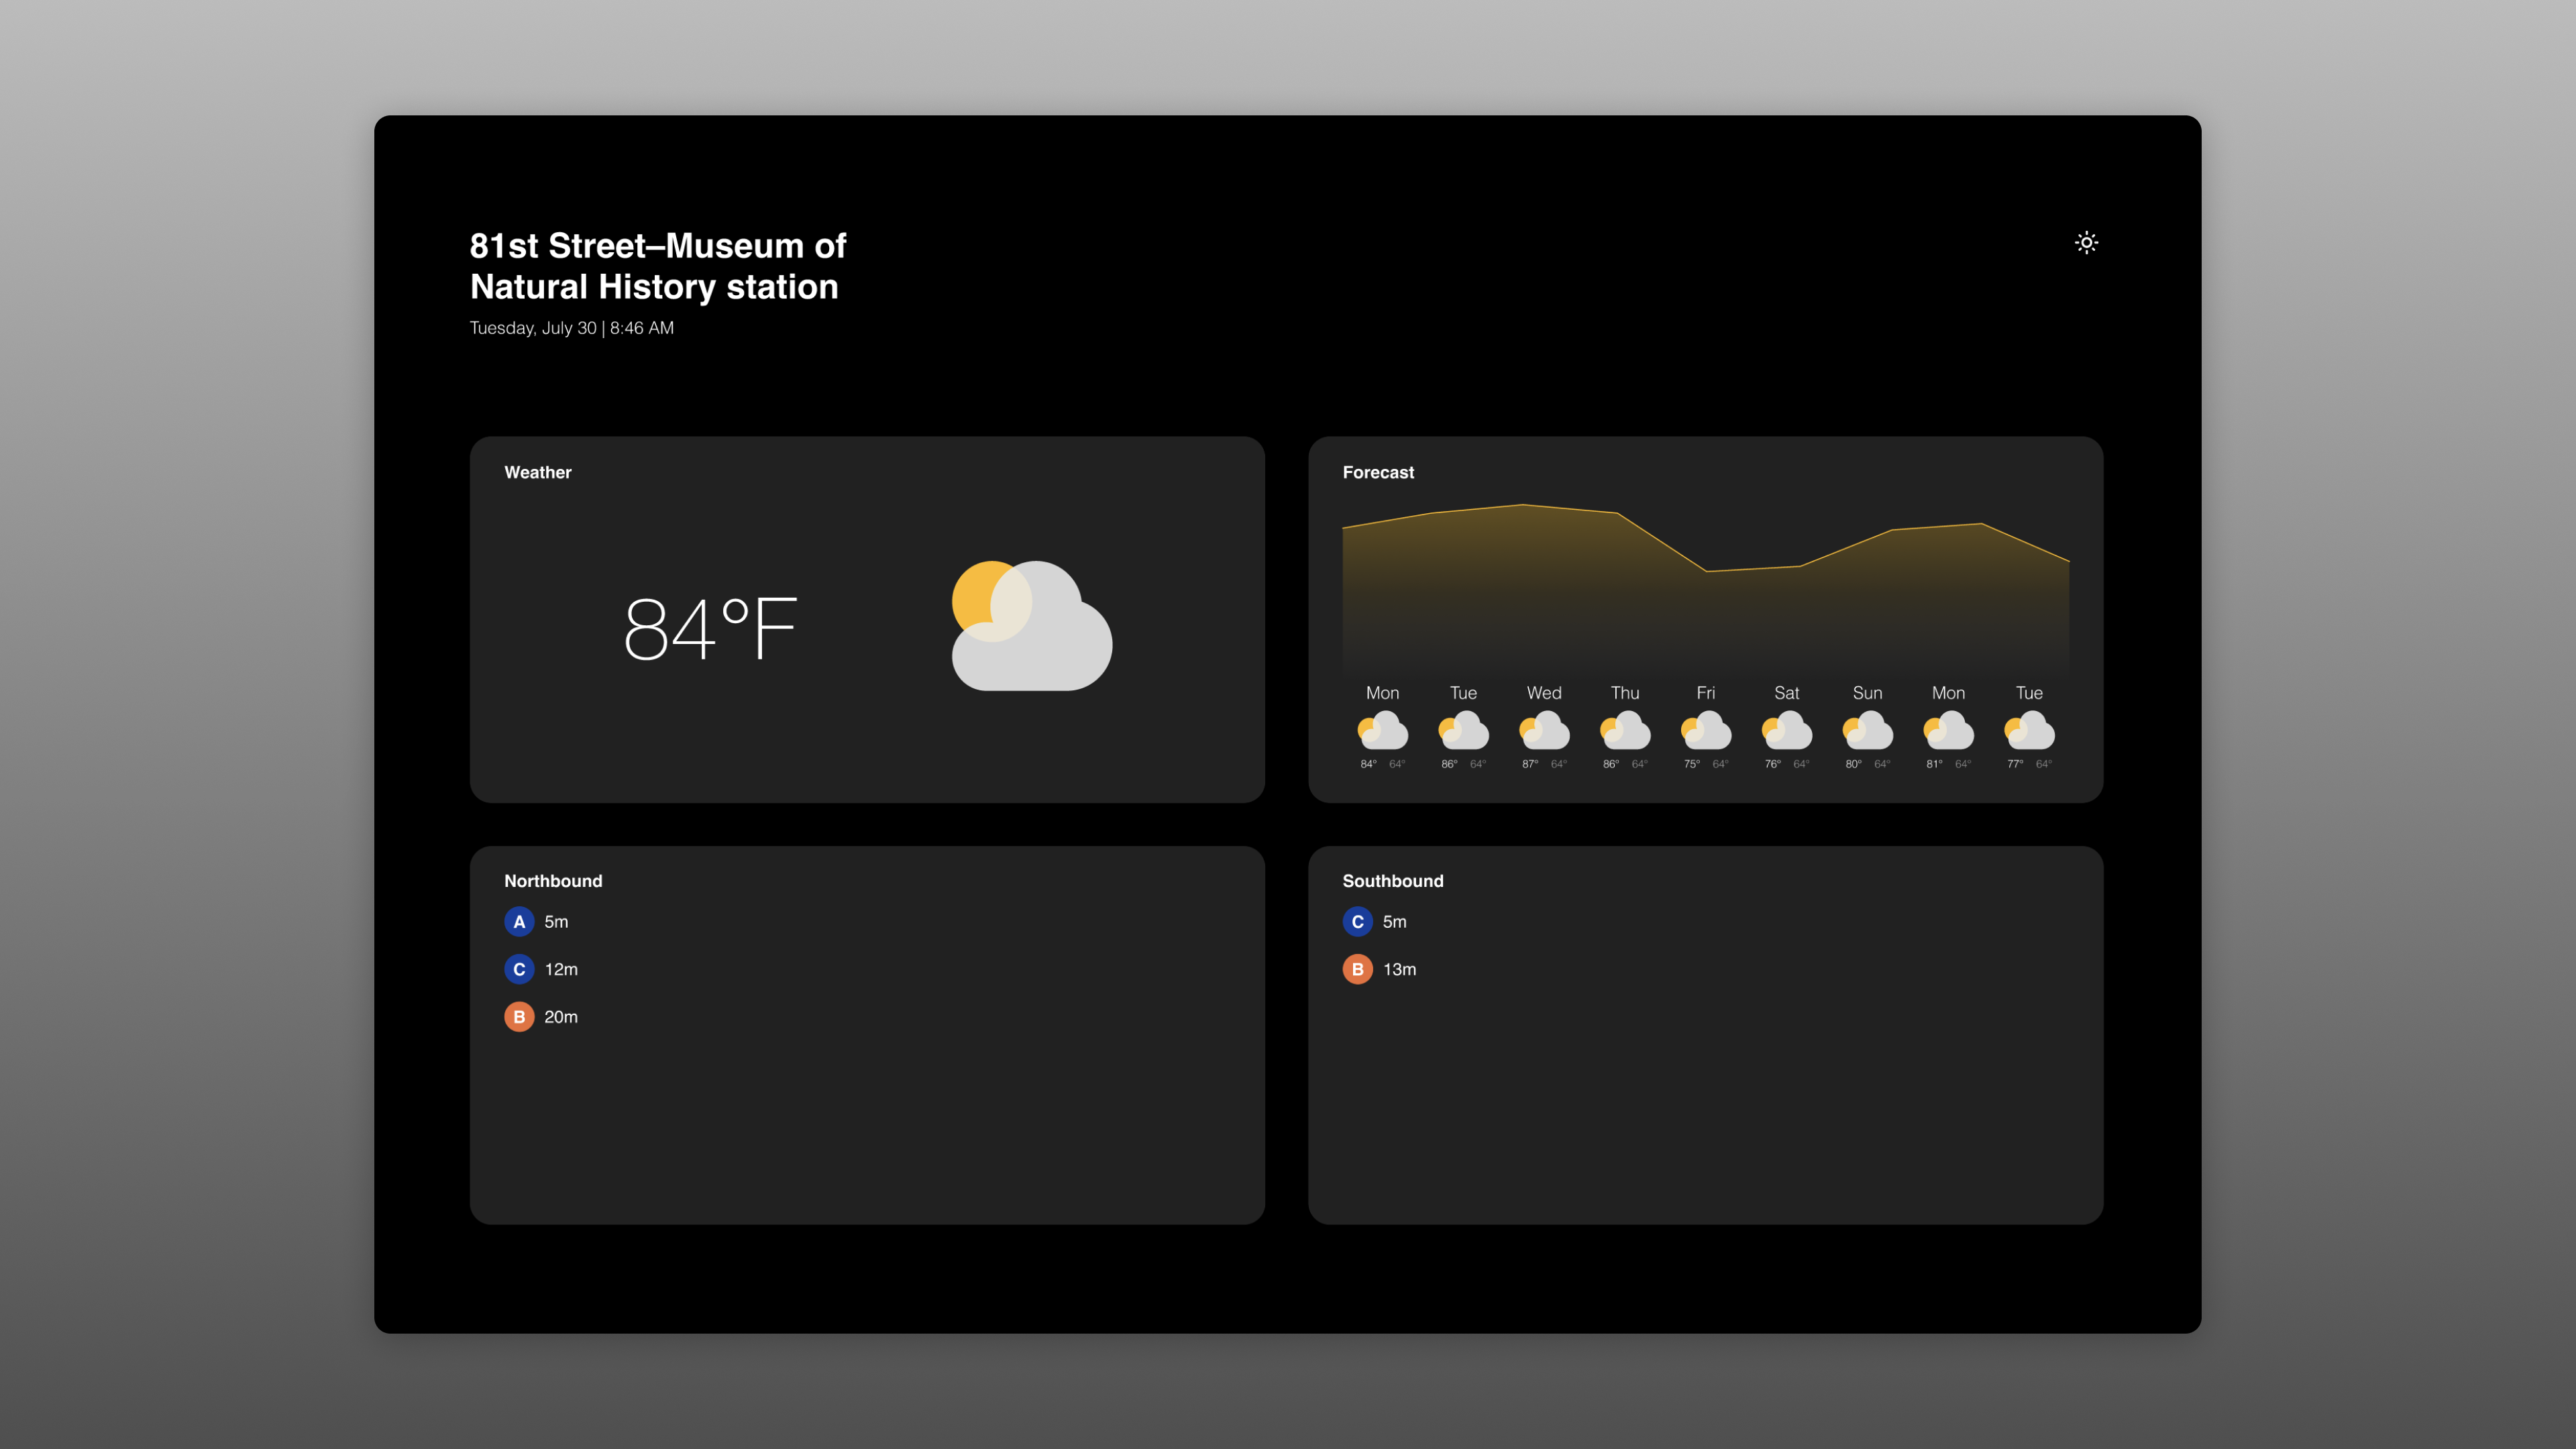 81st Street–Museum of
Natural History station
Tuesday, July 30 | 8:46 AM
Weather
84°F
Forecast
Mon Tue Wed Thu Fri Sat Sun Mon Tue
84° 64° 86° 64° 87° 64° 86° 64° 75° 64° 76° 64° 80° 64° 81° 64° 77° 64°
Northbound
A 5m
C 12m
B 20m
Southbound
C 5m
B 13m